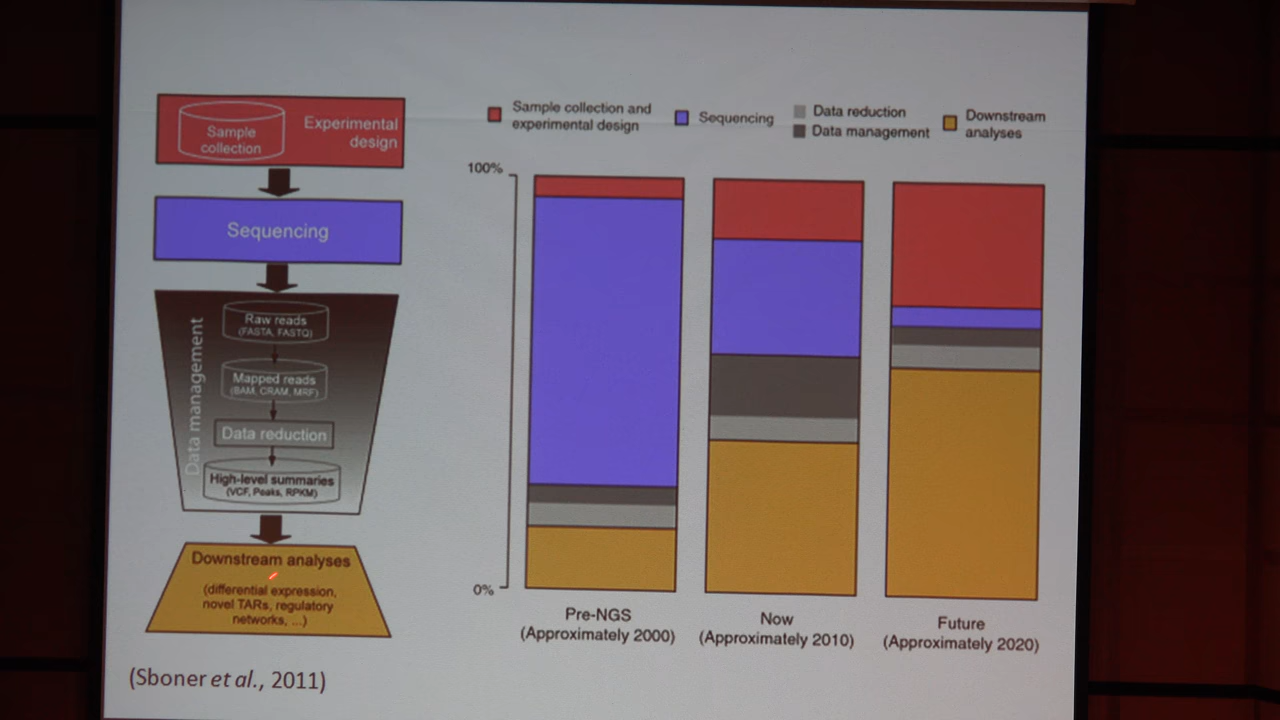 Sample
collection
Experimental
design
Sequencing
Data management
Raw reads
(FASTA, FASTQ)
Mapped reads
(BAM, CRAM, MRF)
Data reduction
High-level summaries
(VCF, Peaks, RPKM)
Downstream analyses
(differential expression,
novel TARs, regulatory
networks, ...)
(Sboner et al., 2011)
Sample collection and
experimental design
Sequencing
Data reduction
Data management
Downstream
analyses
100%
0%
Pre-NGS
(Approximately 2000)
Now
(Approximately 2010)
Future
(Approximately 2020)